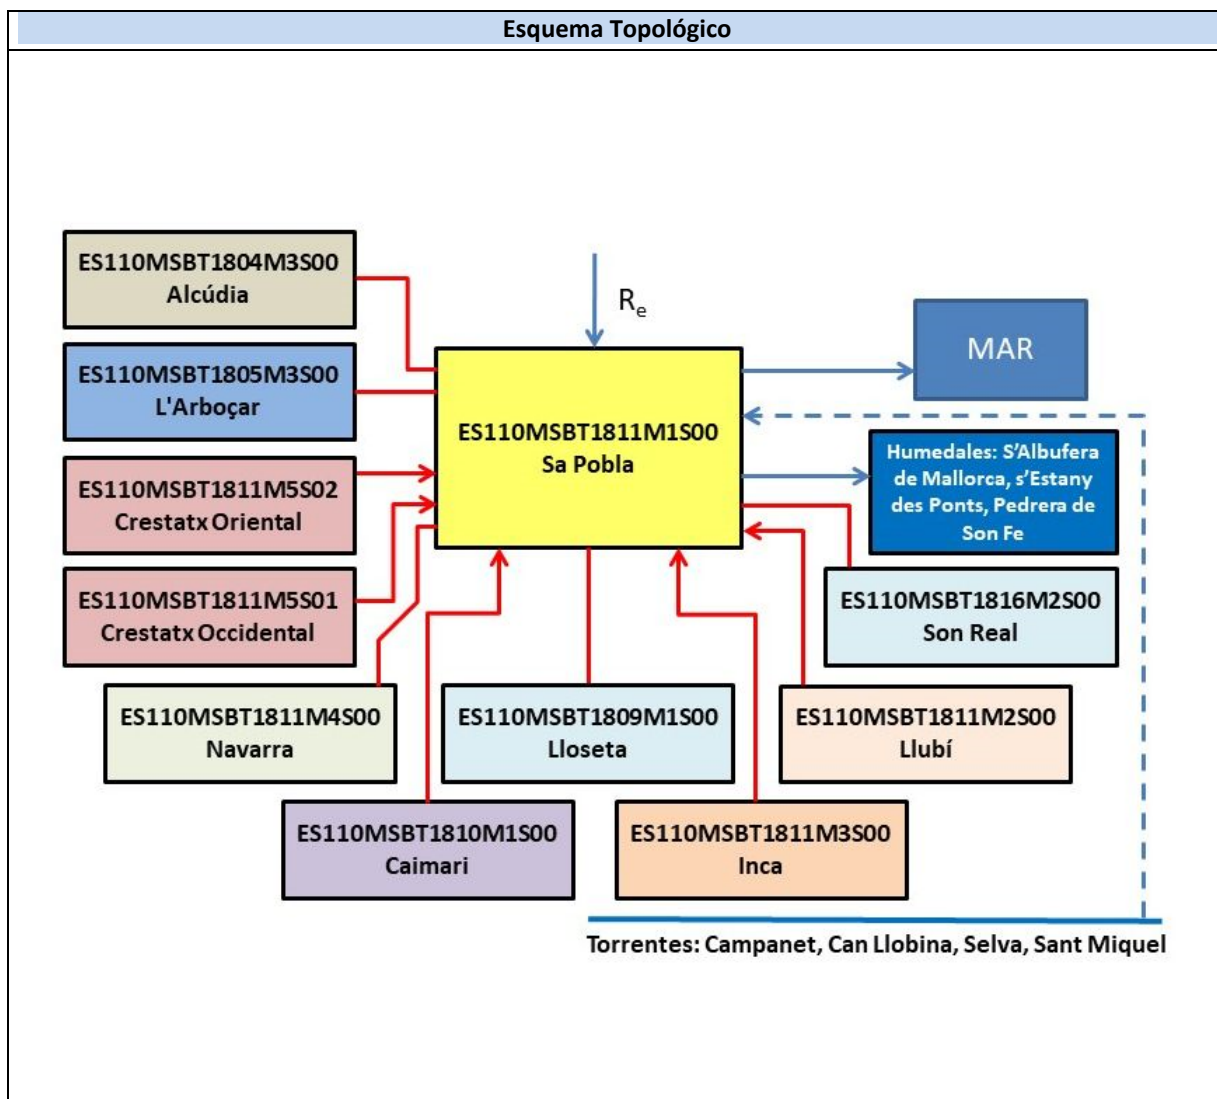 Esquema Topológico
ES110MSBT1804M3S00
Alcúdia
Re
ES110MSBT1805M3S00
L'Arboçar
MAR
ES110MSBT1811M1S00
Sa Pobla
Humedales: S’Albufera
de Mallorca, s’Estany
des Ponts, Pedrera de
Son Fe
ES110MSBT1811M5S02
Crestatx Oriental
ES110MSBT1811M5S01
Crestatx Occidental
ES110MSBT1816M2S00
Son Real
ES110MSBT1811M4S00
Navarra
ES110MSBT1809M1S00
Lloseta
ES110MSBT1811M2S00
Llubí
ES110MSBT1810M1S00
Caimari
ES110MSBT1811M3S00
Inca
Torrentes: Campanet, Can Llobina, Selva, Sant Miquel